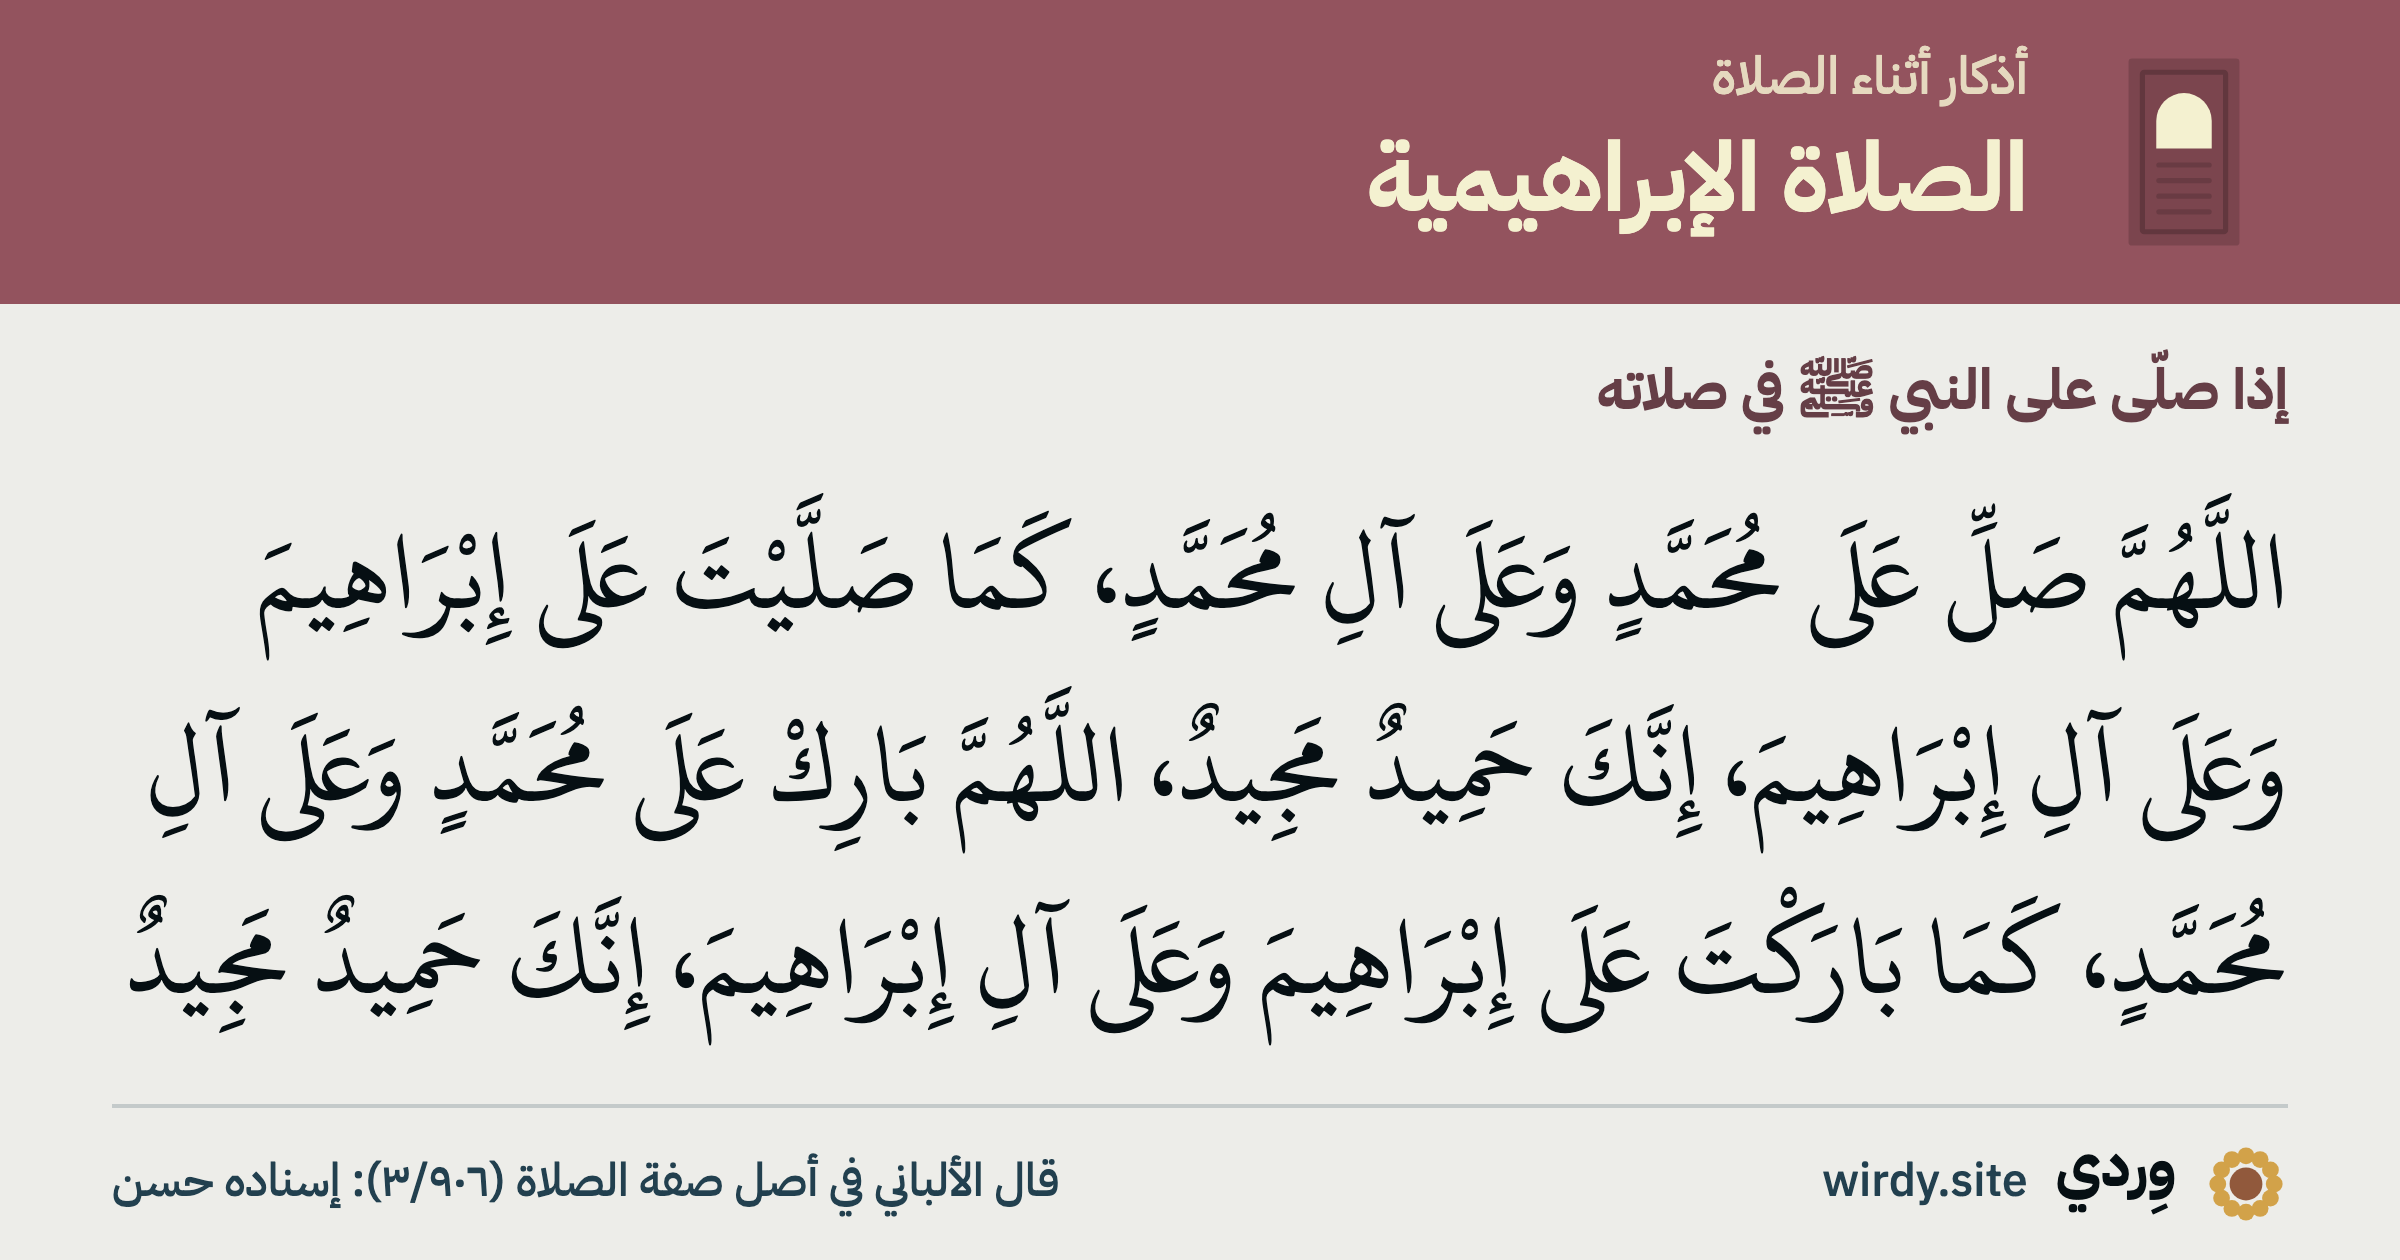 أذكار أثناء الصلاة
الصلاة الإبراهيمية
إذا صلّى على النبي ﷺ في صلاته
اللَّهُمَّ صَلِّ عَلَى مُحَمَّدٍ وَعَلَى آلِ مُحَمَّدٍ، كَمَا صَلَّيْتَ عَلَى إِبْرَاهِيمَ
وَعَلَى آلِ إِبْرَاهِيمَ، إِنَّكَ حَمِيدٌ مَجِيدٌ، اللَّهُمَّ بَارِكْ عَلَى مُحَمَّدٍ وَعَلَى آلِ
مُحَمَّدٍ، كَمَا بَارَكْتَ عَلَى إِبْرَاهِيمَ وَعَلَى آلِ إِبْرَاهِيمَ، إِنَّكَ حَمِيدٌ مَجِيدٌ
وِردي wirdy.site
قال الألباني في أصل صفة الصلاة (٣/٩٠٦): إسناده حسن